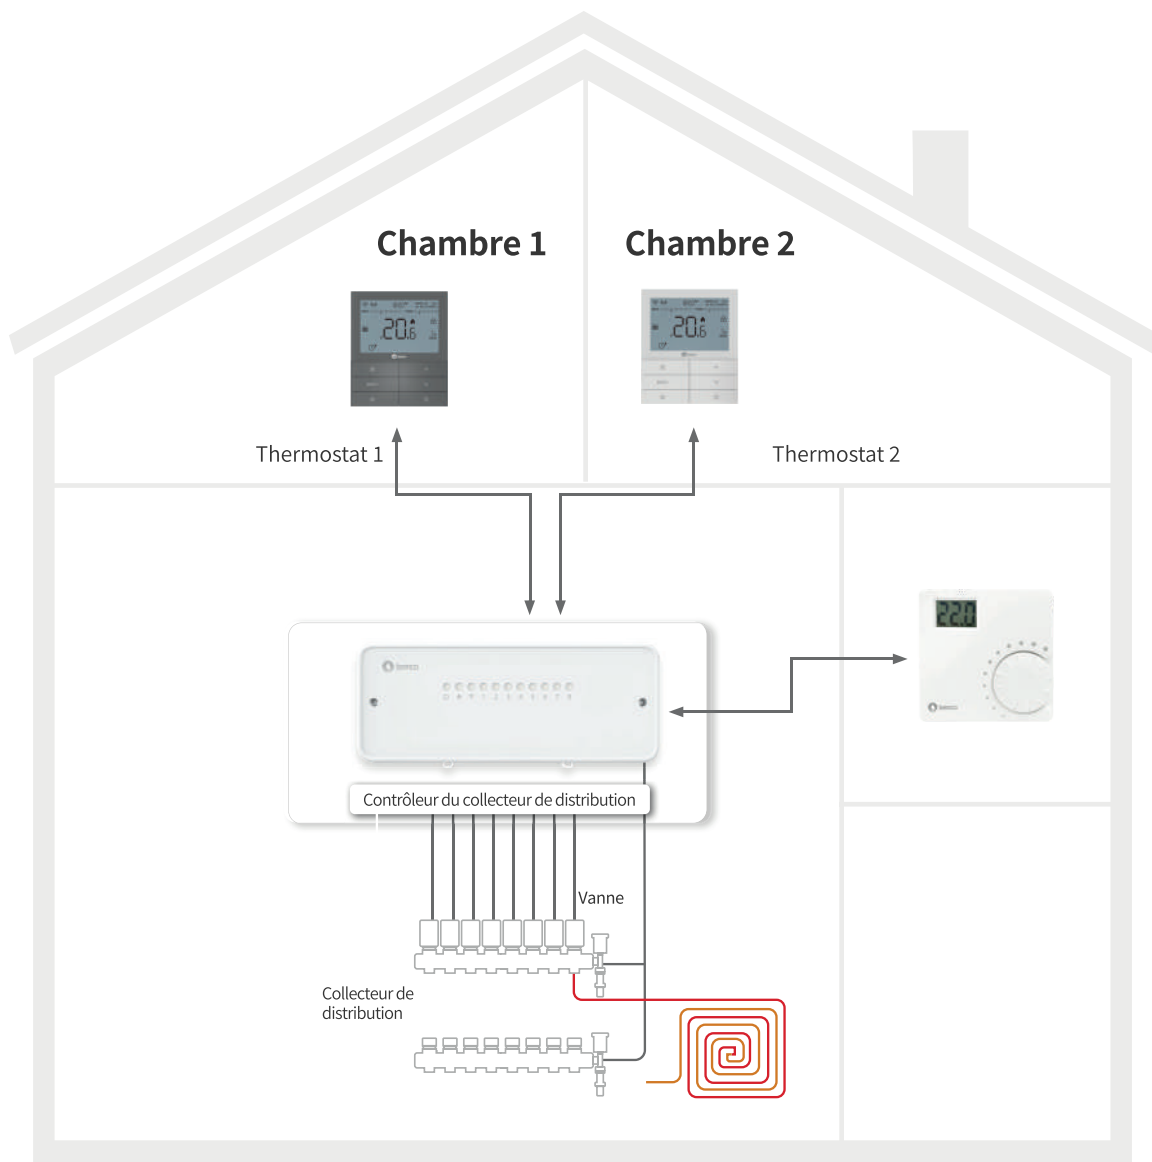 Chambre 1
Chambre 2
20.6
20.6
Thermostat 1
Thermostat 2
22.0
temco
Contrôleur du collecteur de distribution
Vanne
Collecteur de
distribution